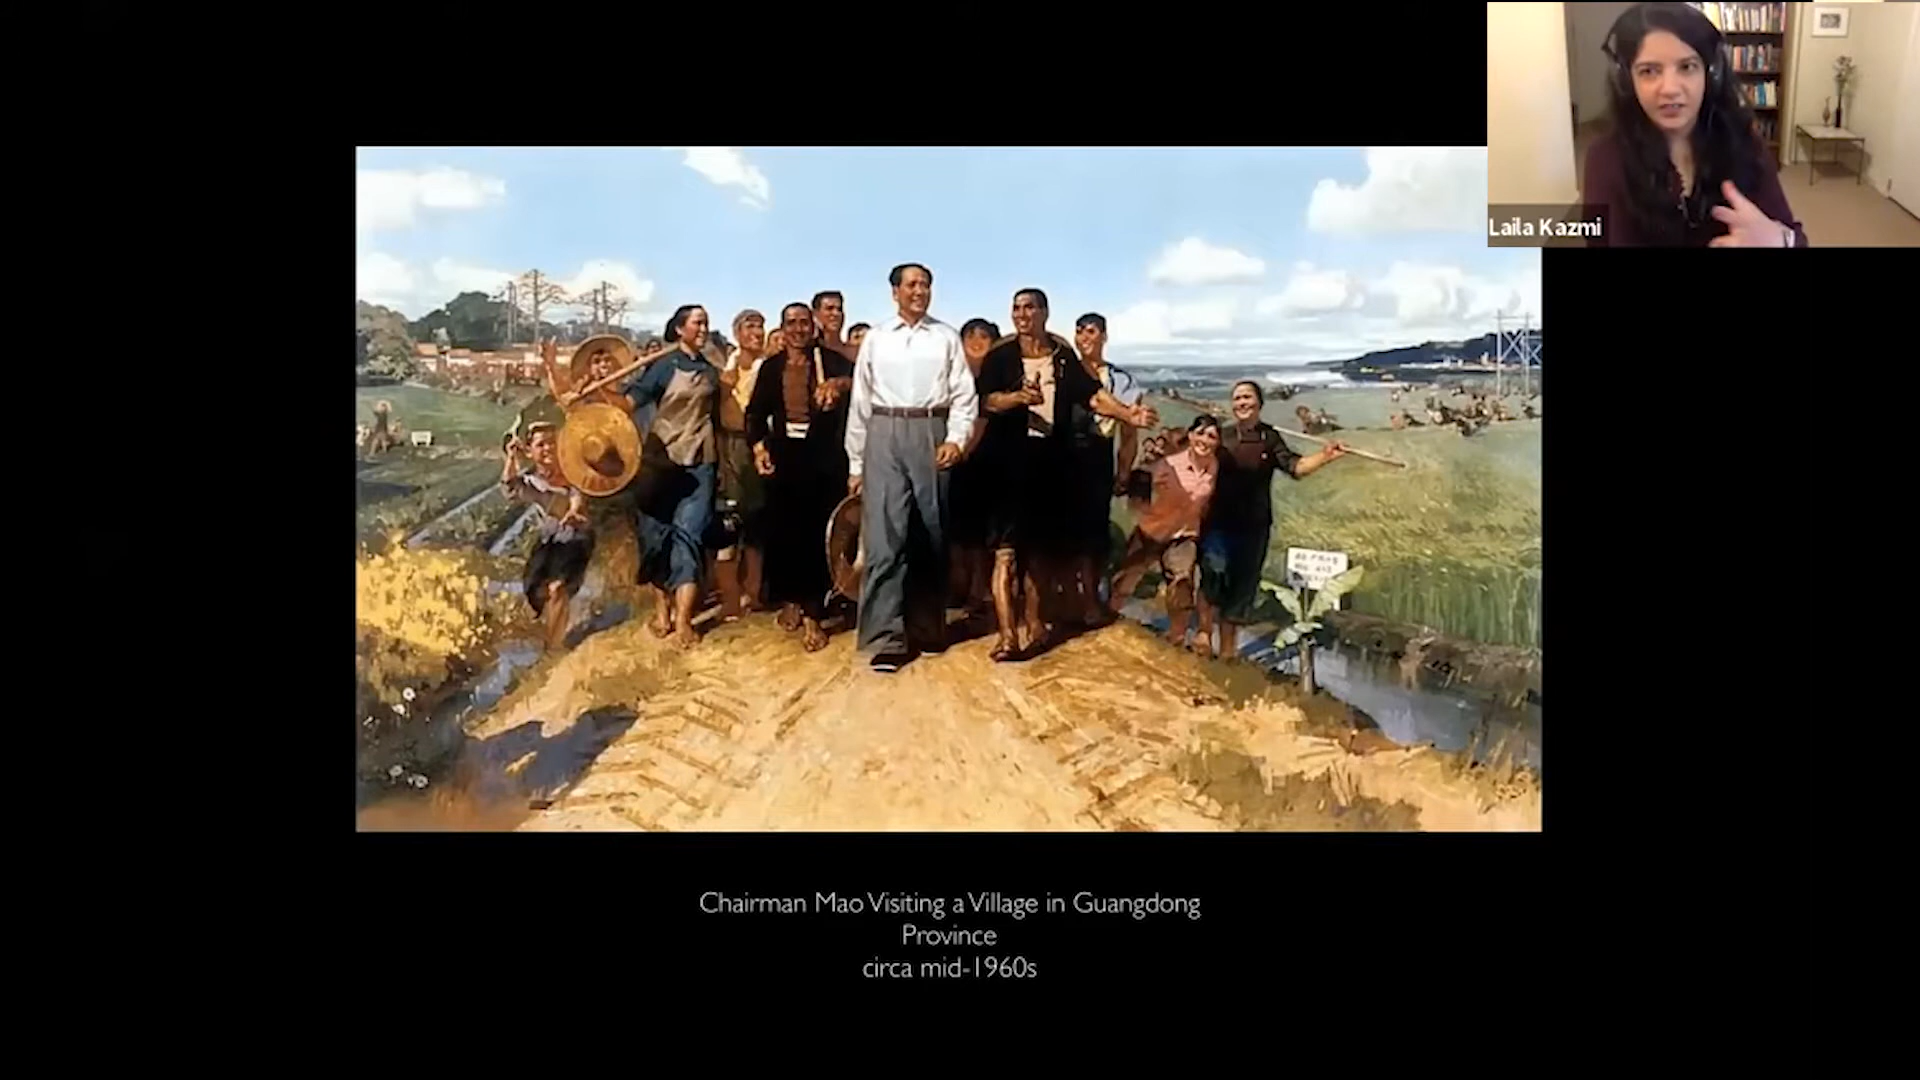 Laila Kazmi
Chairman Mao Visiting a Village in Guangdong
Province
circa mid-1960s